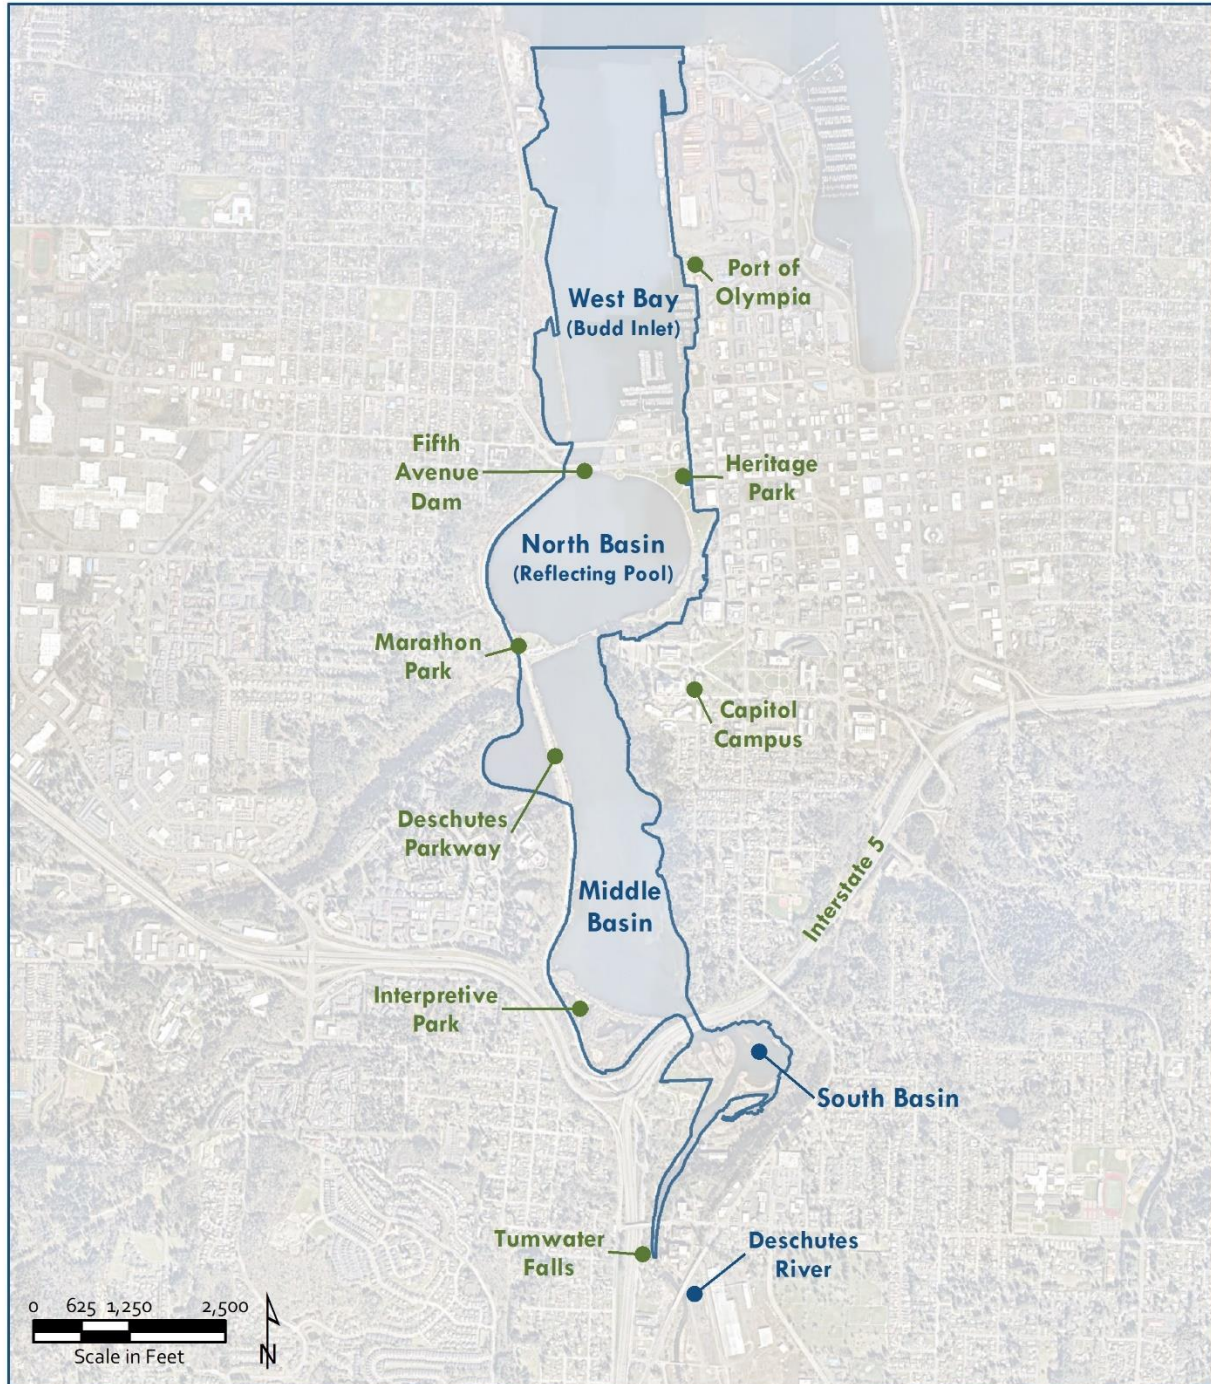 Port of
Olympia
West Bay
(Budd Inlet)
Fifth
Avenue
Dam
Heritage
Park
North Basin
(Reflecting Pool)
Marathon
Park
Capitol
Campus
Deschutes
Parkway
Interstate 5
Middle
Basin
Interpretive
Park
South Basin
Tumwater
Falls
Deschutes
River
0 625 1,250 2,500
Scale in Feet
N